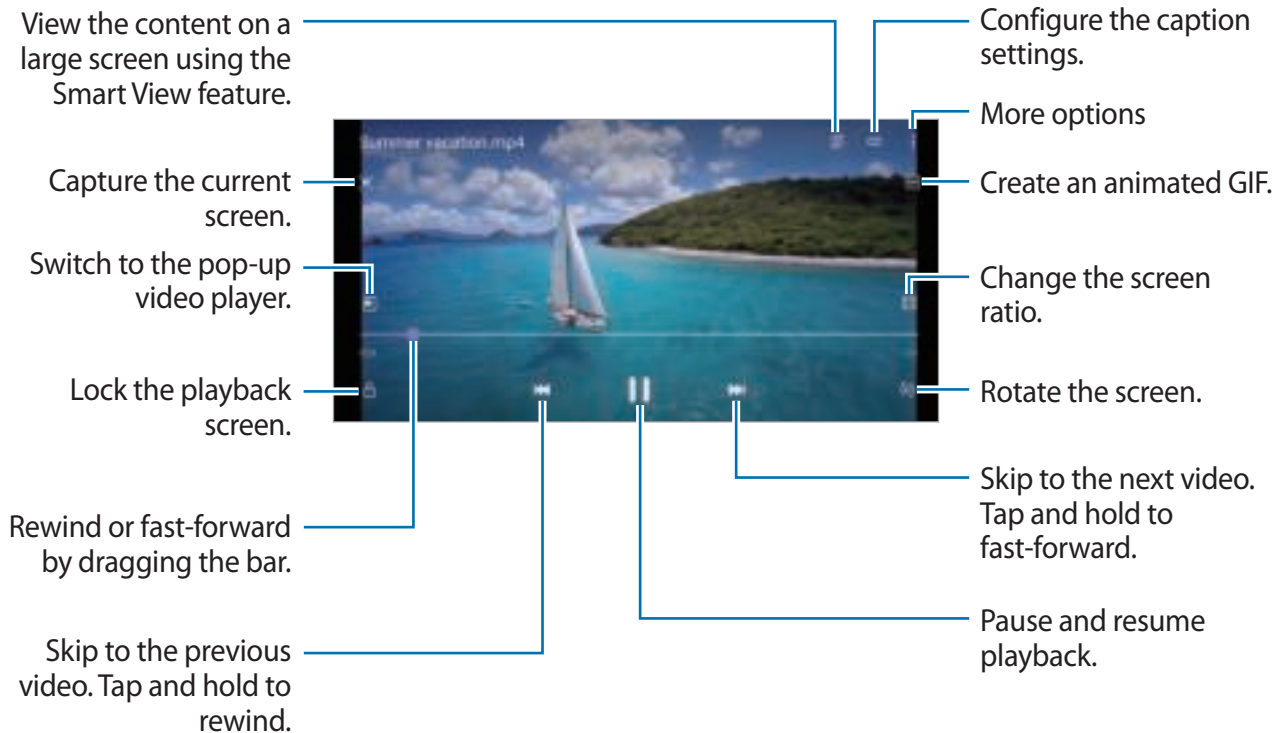 View the content on a
large screen using the
Smart View feature.
Configure the caption
settings.
More options
Summer vacation.mp4
Capture the current
screen.
Create an animated GIF.
Switch to the pop-up
video player.
Change the screen
ratio.
Lock the playback
screen.
Rotate the screen.
Rewind or fast-forward
by dragging the bar.
Skip to the next video.
Tap and hold to
fast-forward.
Skip to the previous
video. Tap and hold to
rewind.
Pause and resume
playback.